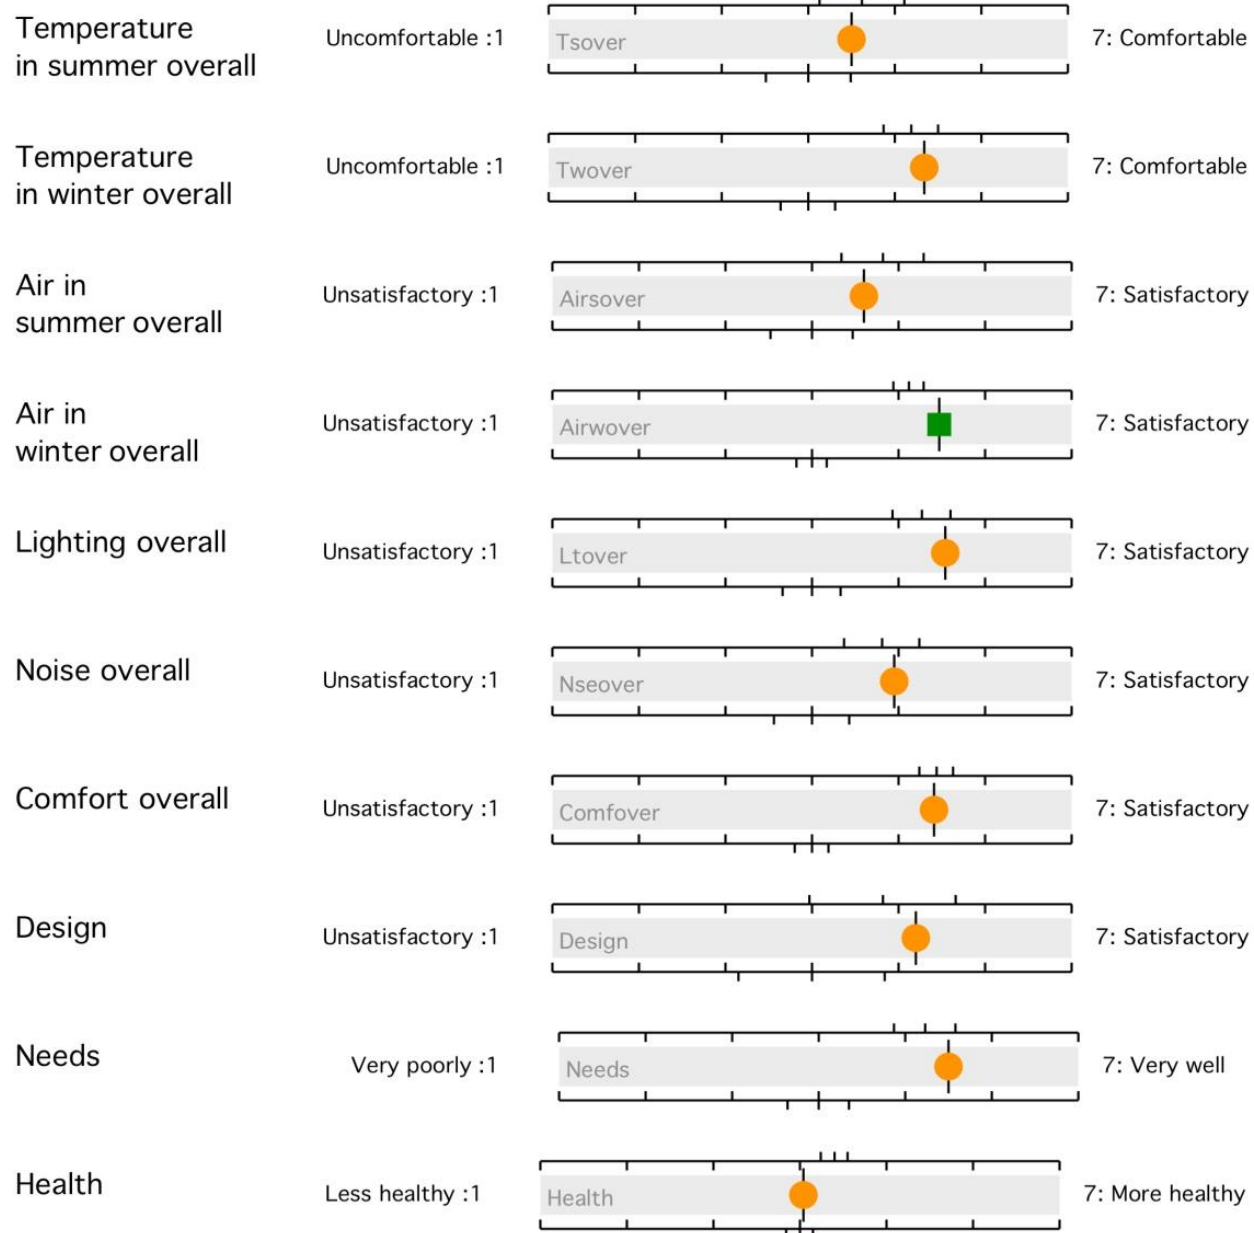 Temperature
in summer overall
Uncomfortable :1
Tsover
7: Comfortable
Temperature
in winter overall
Uncomfortable :1
Twover
7: Comfortable
Air in
summer overall
Unsatisfactory :1
Airsover
7: Satisfactory
Air in
winter overall
Unsatisfactory :1
Airwover
7: Satisfactory
Lighting overall
Unsatisfactory :1
Ltover
7: Satisfactory
Noise overall
Unsatisfactory :1
Nseover
7: Satisfactory
Comfort overall
Unsatisfactory :1
Comfover
7: Satisfactory
Design
Unsatisfactory :1
Design
7: Satisfactory
Needs
Very poorly :1
Needs
7: Very well
Health
Less healthy :1
Health
7: More healthy